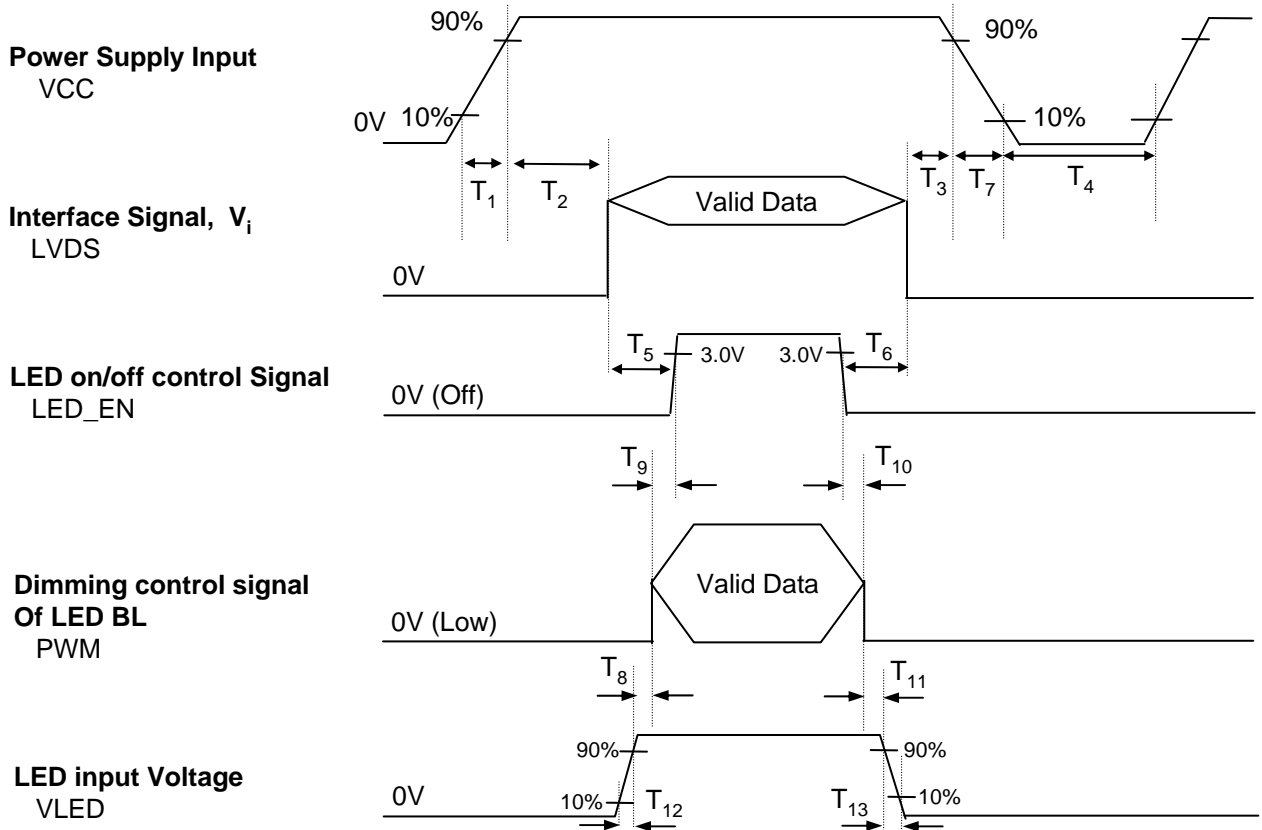 Power Supply Input
VCC
90%
90%
0V
10%
10%
T1
T2
T3
T7
T4
Interface Signal, Vi
LVDS
Valid Data
0V
LED on/off control Signal
LED_EN
T5
3.0V
3.0V
T6
0V (Off)
T9
T10
Dimming control signal
Of LED BL
PWM
Valid Data
0V (Low)
T8
T11
LED input Voltage
VLED
90%
90%
0V
10%
T12
T13
10%